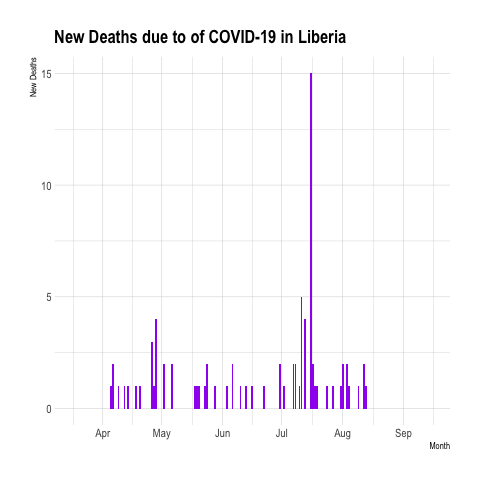 New Deaths due to of COVID-19 in Liberia
New Deaths
15
10
5
0
Apr May Jun Jul Aug Sep
Month